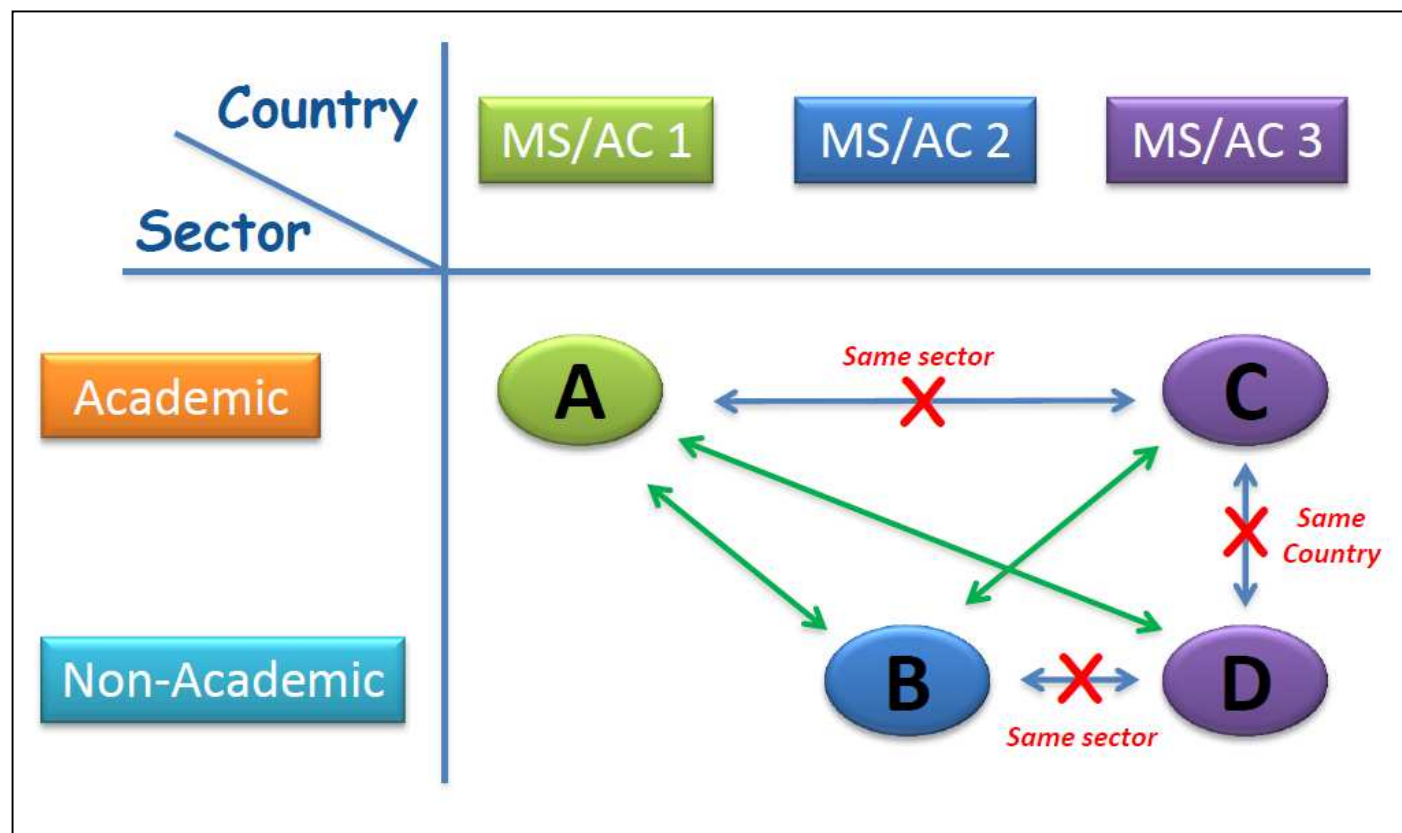 Country
MS/AC 1
MS/AC 2
MS/AC 3
Sector
Academic
A
Same sector
C
Same
Country
Non-Academic
B
D
Same sector